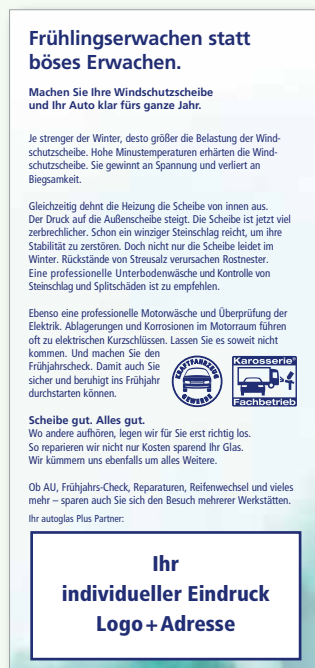 Frühlingserwachen statt
böses Erwachen.
Machen Sie Ihre Windschutzscheibe
und Ihr Auto klar fürs ganze Jahr.
Je strenger der Winter, desto größer die Belastung der Wind-
schutzscheibe. Hohe Minustemperaturen erhärten die Wind-
schutzscheibe. Sie gewinnt an Spannung und verliert an
Biegsamkeit.
Gleichzeitig dehnt die Heizung die Scheibe von innen aus.
Der Druck auf die Außenscheibe steigt. Die Scheibe ist jetzt viel
zerbrechlicher. Schon ein winziger Steinschlag reicht, um ihre
Stabilität zu zerstören. Doch nicht nur die Scheibe leidet im
Winter. Rückstände von Streusalz verursachen Rostnester.
Eine professionelle Unterbodenwäsche und Kontrolle von
Steinschlag und Splitschäden ist zu empfehlen.
Ebenso eine professionelle Motorwäsche und Überprüfung der
Elektrik. Ablagerungen und Korrosionen im Motorraum führen
oft zu elektrischen Kurzschlüssen. Lassen Sie es soweit nicht
kommen. Und machen Sie den
Frühjahrscheck. Damit auch Sie
sicher und beruhigt ins Frühjahr
durchstarten können.
KRAFTFAHRZEUG
GEWERBE
Karosserie
Fachbetrieb
Scheibe gut. Alles gut.
Wo andere aufhören, legen wir für Sie erst richtig los.
So reparieren wir nicht nur Kosten sparend Ihr Glas.
Wir kümmern uns ebenfalls um alles Weitere.
Ob AU, Frühjahrs-Check, Reparaturen, Reifenwechsel und vieles
mehr – sparen auch Sie sich den Besuch mehrerer Werkstätten.
Ihr autoglas Plus Partner:
Ihr
individueller Eindruck
Logo+Adresse